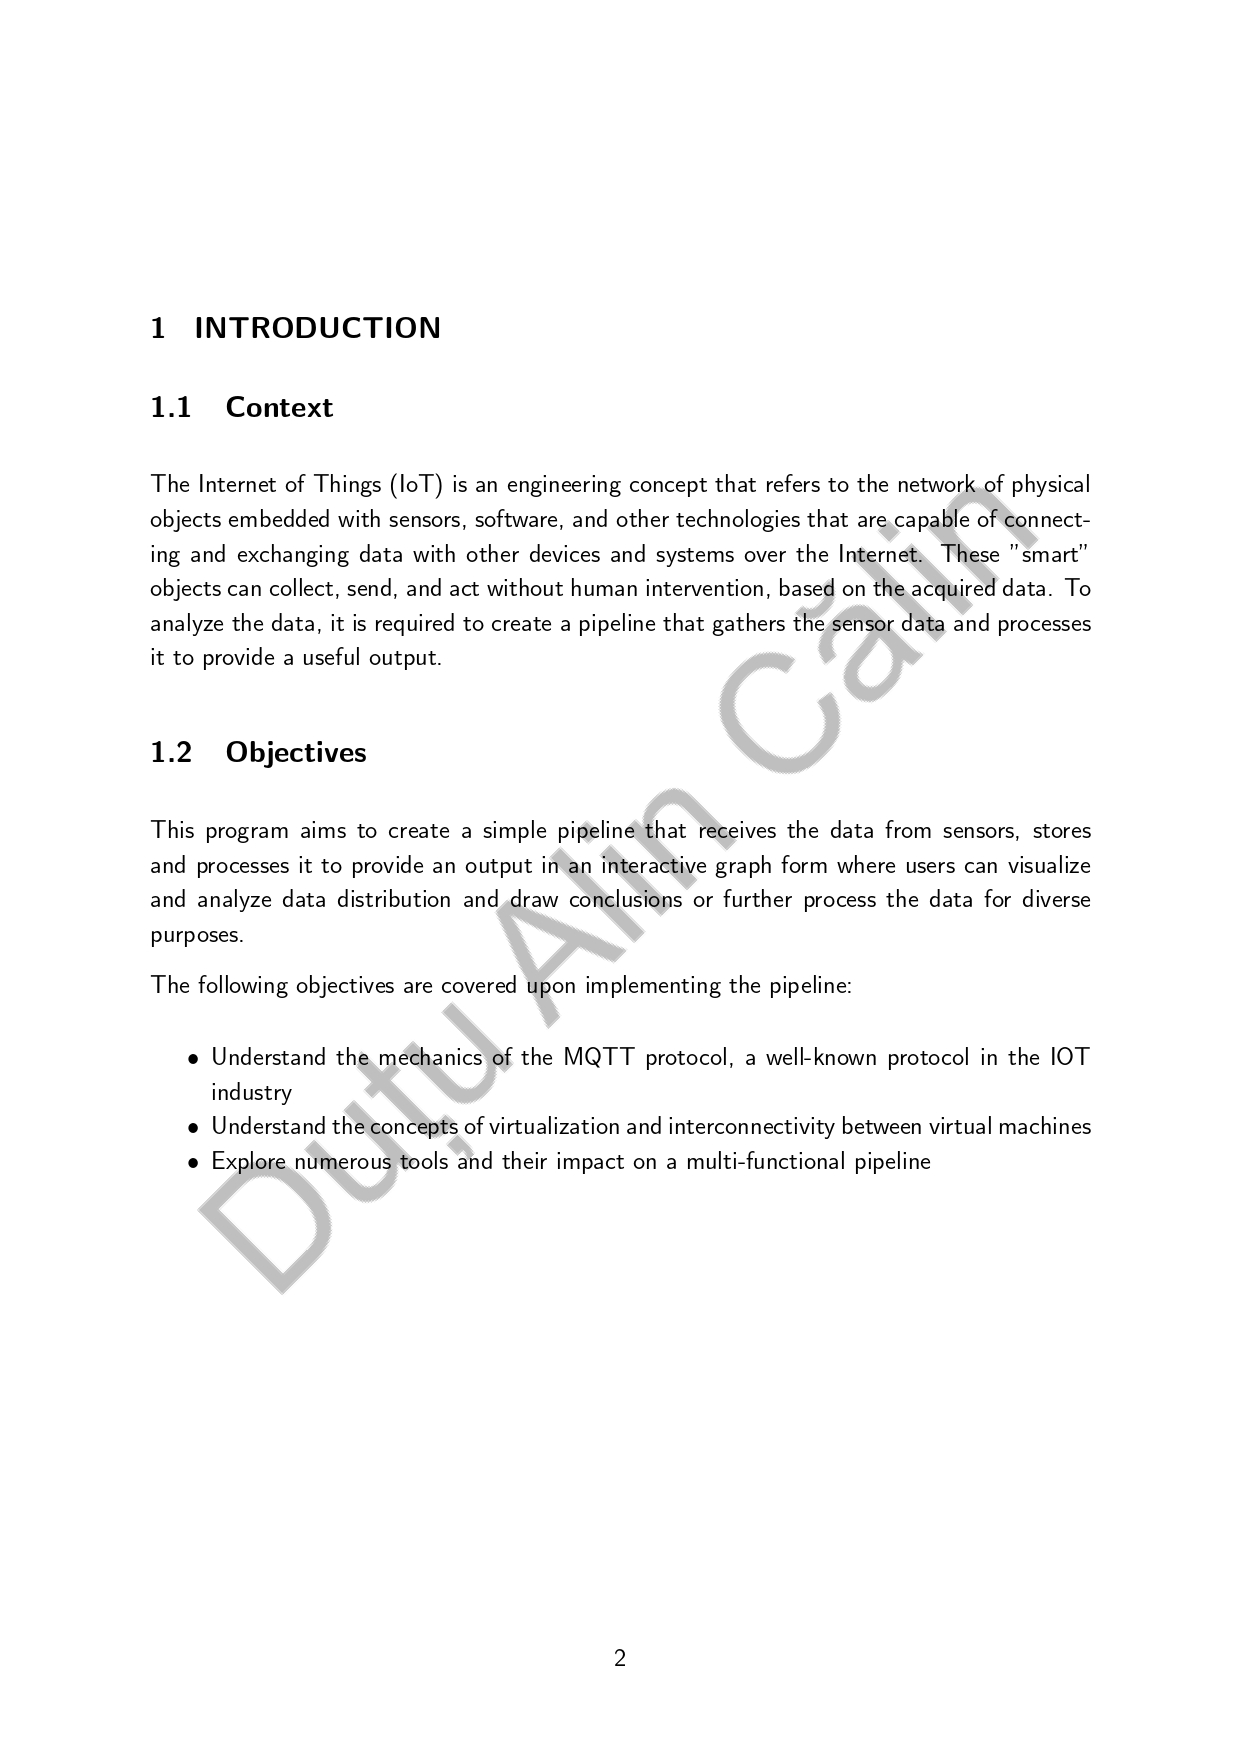 1 INTRODUCTION
1.1 Context
The Internet of Things (IoT) is an engineering concept that refers to the network of physical
objects embedded with sensors, software, and other technologies that are capable of connect-
ing and exchanging data with other devices and systems over the Internet. These ”smart”
objects can collect, send, and act without human intervention, based on the acquired data. To
analyze the data, it is required to create a pipeline that gathers the sensor data and processes
it to provide a useful output.
1.2 Objectives
This program aims to create a simple pipeline that receives the data from sensors, stores
and processes it to provide an output in an interactive graph form where users can visualize
and analyze data distribution and draw conclusions or further process the data for diverse
purposes.
The following objectives are covered upon implementing the pipeline:
• Understand the mechanics of the MQTT protocol, a well-known protocol in the IOT
industry
• Understand the concepts of virtualization and interconnectivity between virtual machines
• Explore numerous tools and their impact on a multi-functional pipeline
Duțu Alin Călin
2